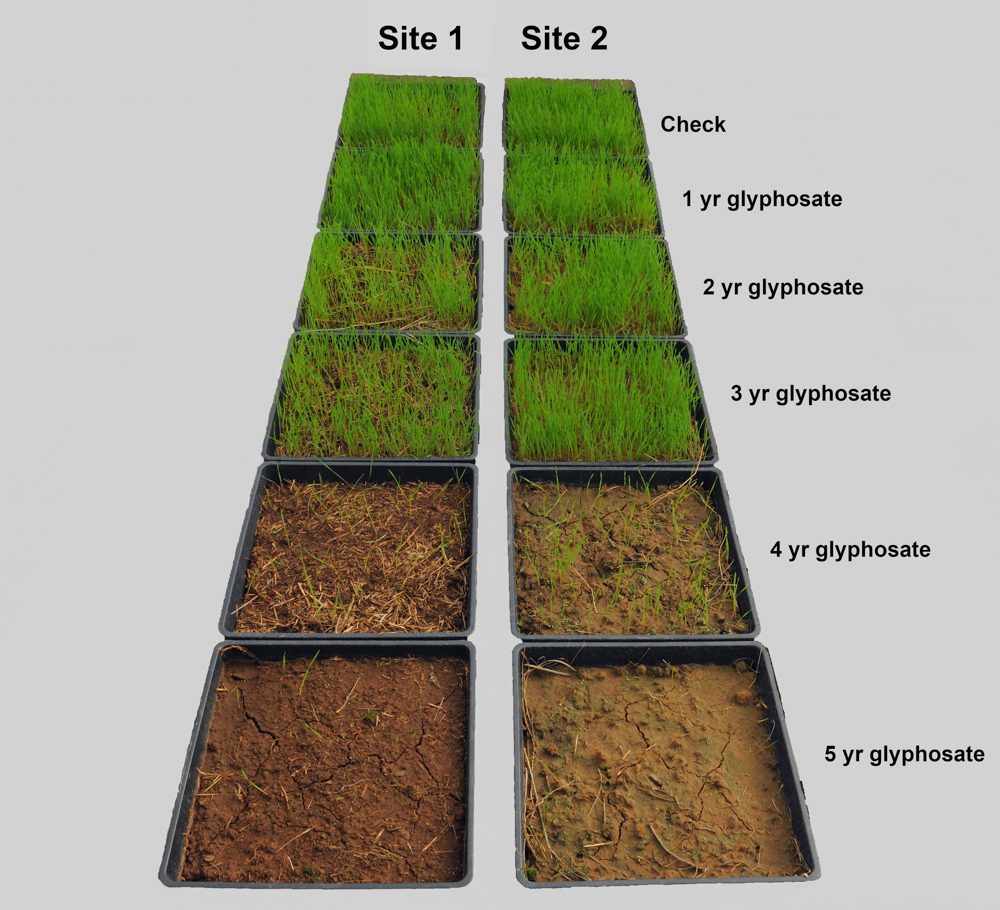 Site 1 Site 2
Check
1 yr glyphosate
2 yr glyphosate
3 yr glyphosate
4 yr glyphosate
5 yr glyphosate